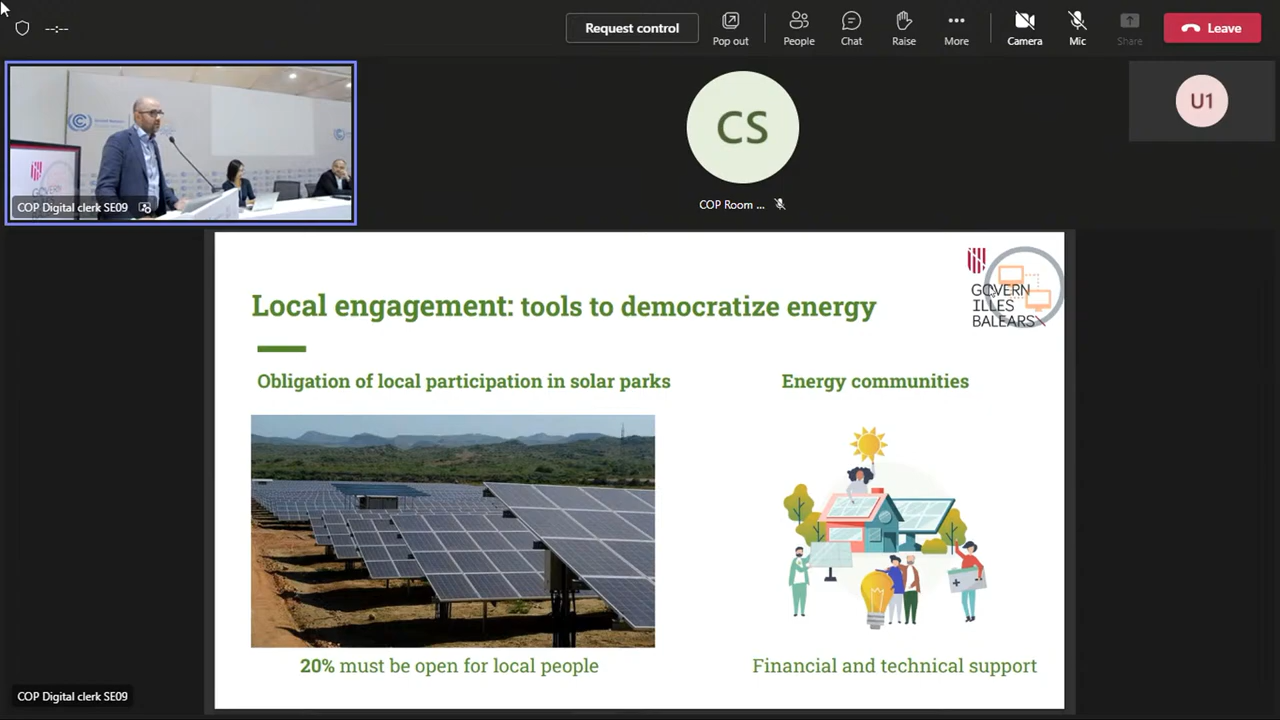 --:--
Request control
Pop out
People
Chat
Raise
More
Camera
Mic
Share
Leave
COP Digital clerk SE09
CS
COP Room ...
U1
Local engagement: tools to democratize energy
GOVERN
ILLES
BALEARS
Obligation of local participation in solar parks
Energy communities
20% must be open for local people
Financial and technical support
COP Digital clerk SE09